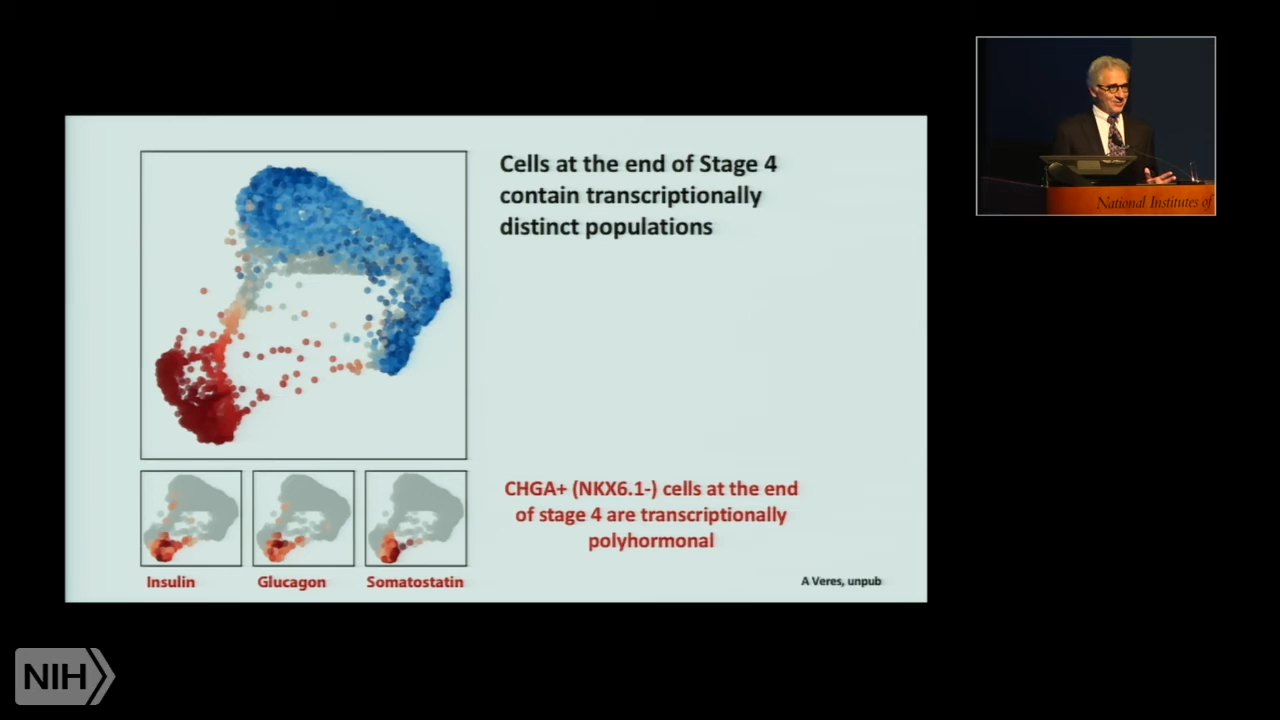 Cells at the end of Stage 4
contain transcriptionally
distinct populations
CHGA+ (NKX6.1-) cells at the end
of stage 4 are transcriptionally
polyhormonal
Insulin
Glucagon
Somatostatin
A Veres, unpub
National Institutes of
NIH